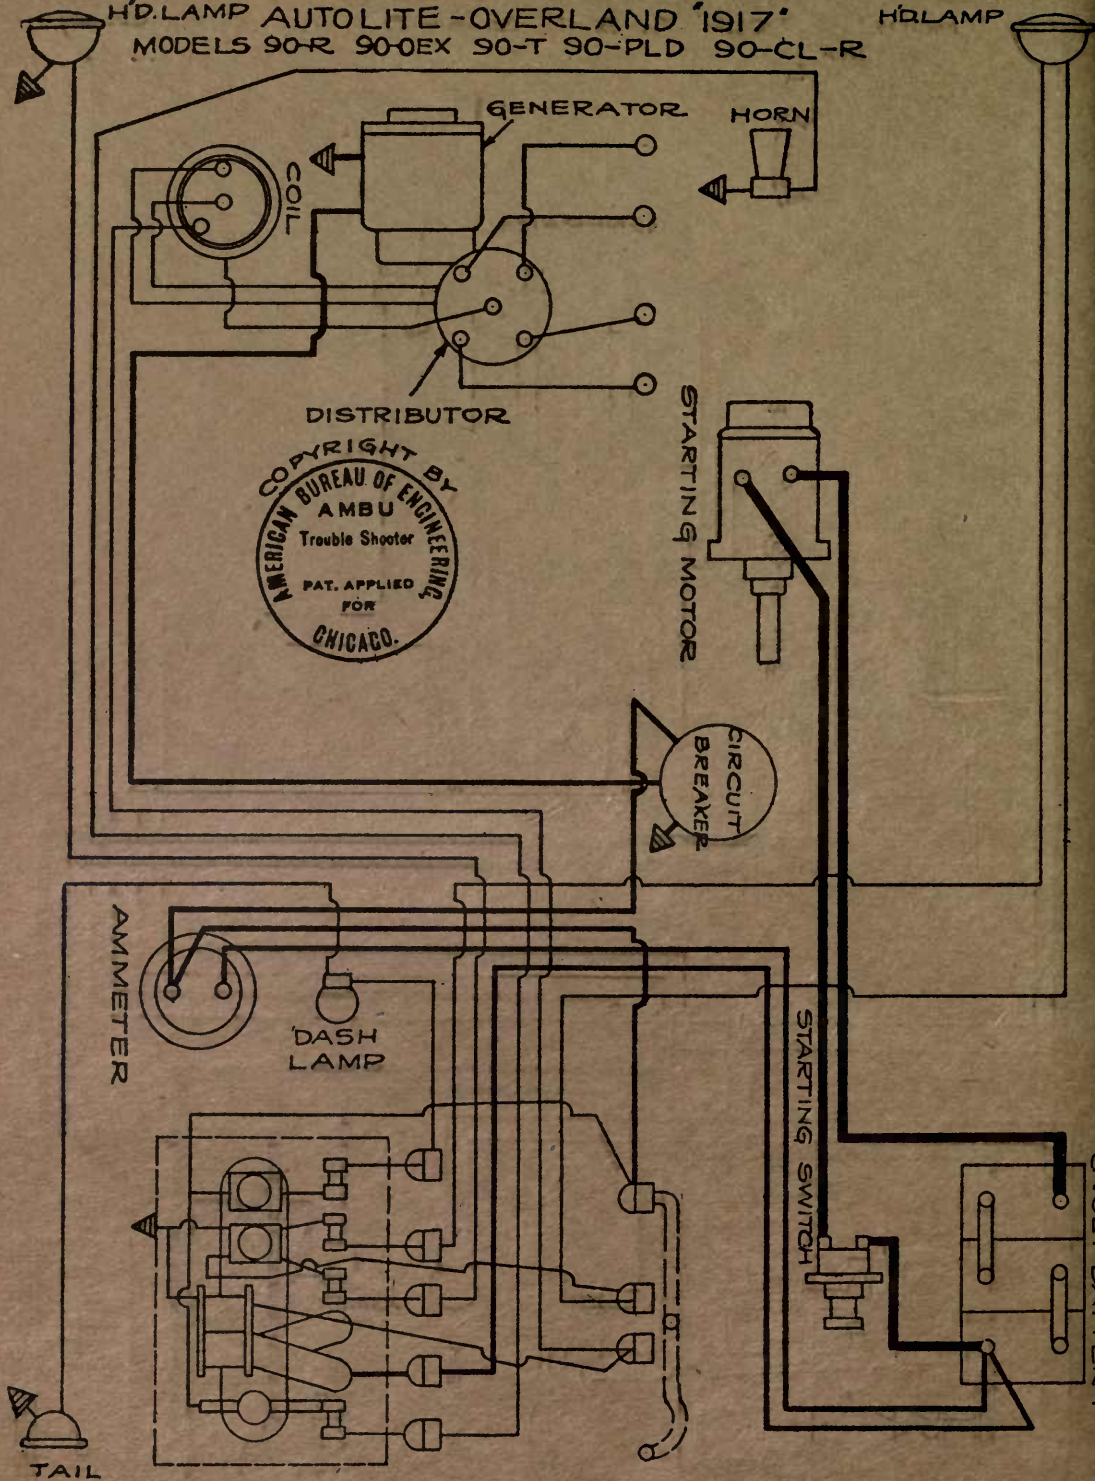 H'D. LAMP
AUTOLITE-OVERLAND "1917"
H'D. LAMP
MODELS 90-R 90-OEX 90-T 90-PLD 90-CL-R
GENERATOR
HORN
COIL
DISTRIBUTOR
COPYRIGHT BY
AMERICAN BUREAU OF ENGINEERING,
AMBU
Trouble Shooter
PAT. APPLIED
FOR
CHICAGO.
STARTING MOTOR
CIRCUIT
BREAKER
AMMETER
DASH
LAMP
STARTING SWITCH
TAIL